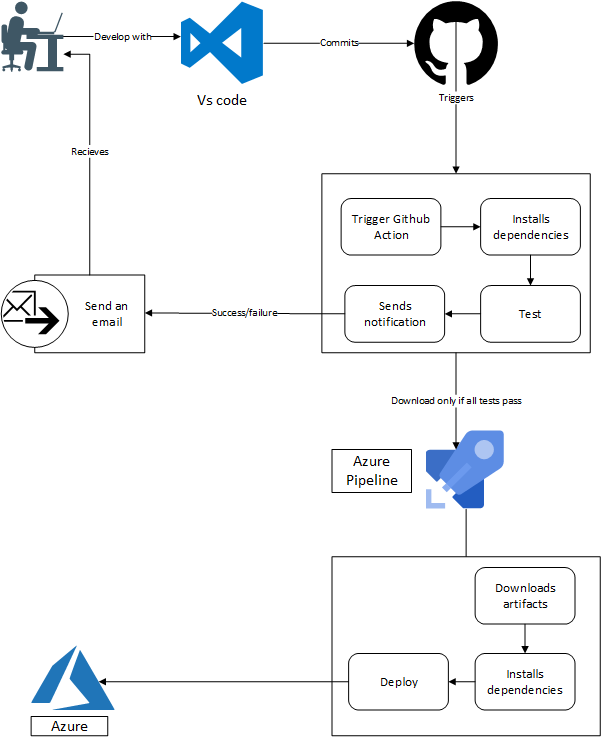 Develop with
Commits
Vs code
Triggers
Recieves
Trigger Github
Action
Installs
dependencies
Send an
email
Success/failure
Sends
notification
Test
Download only if all tests pass
Azure
Pipeline
Downloads
artifacts
Deploy
Installs
dependencies
Azure